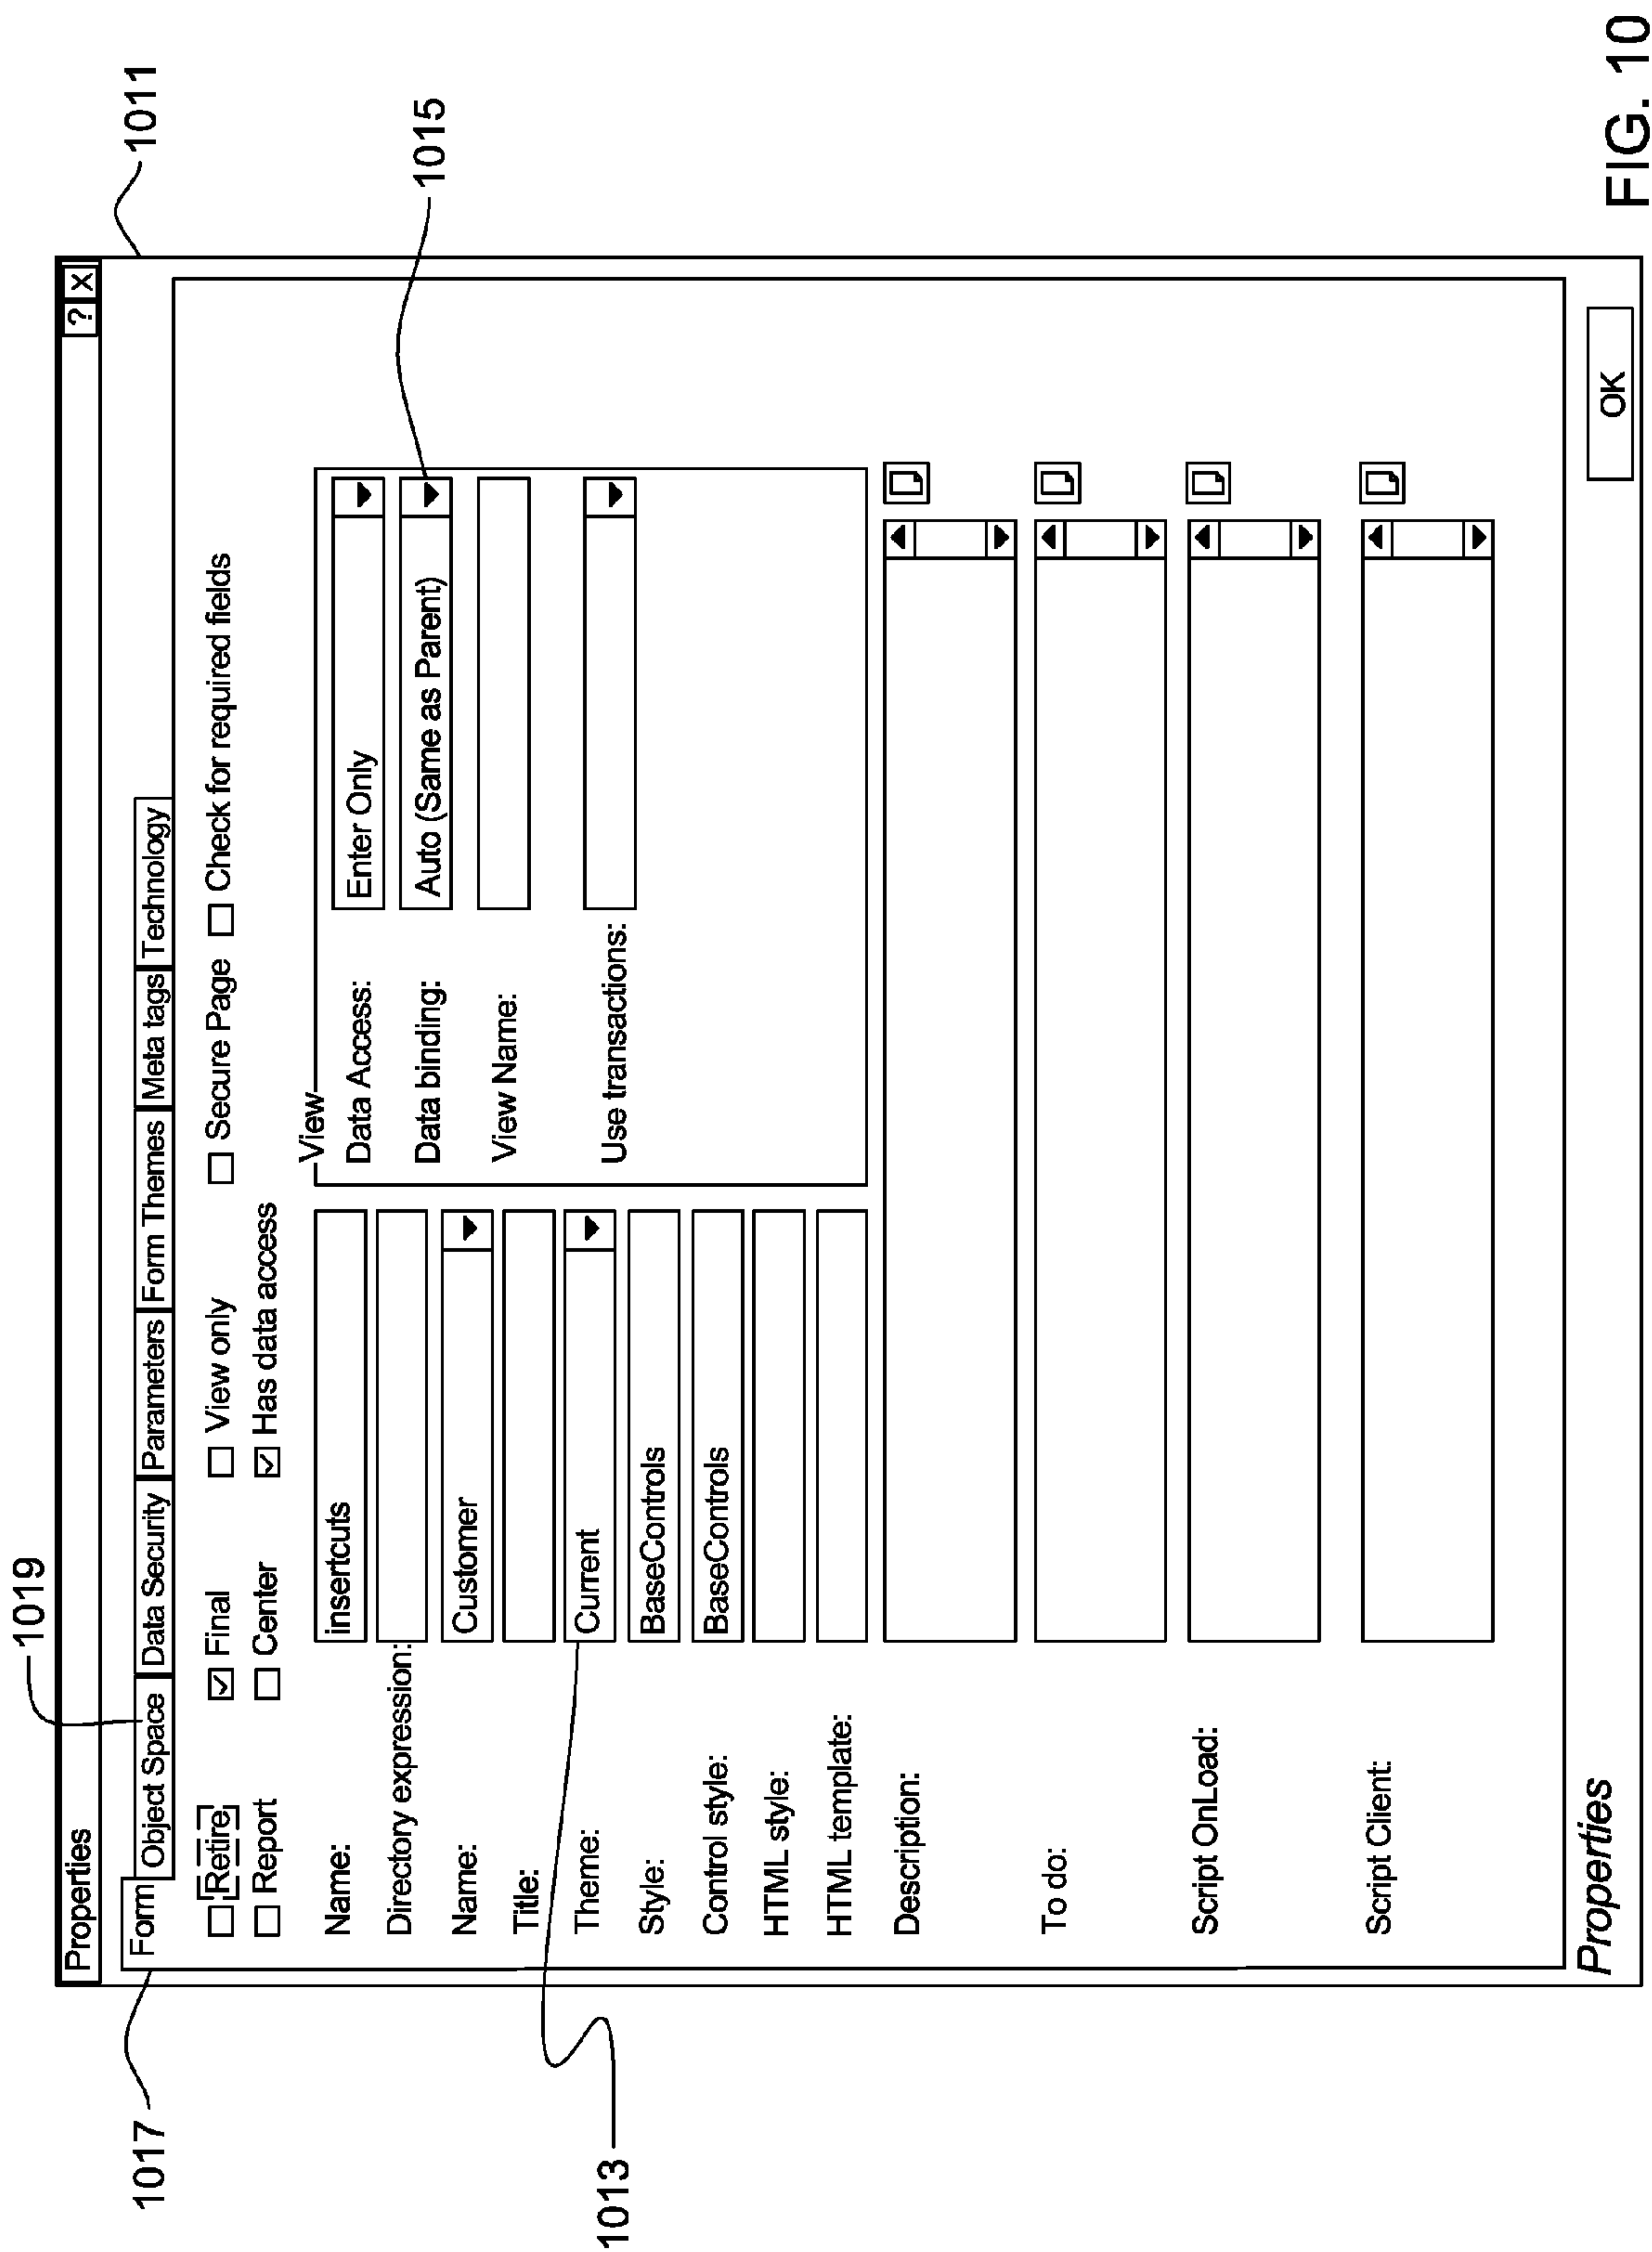 1019
1011
Properties ? X
Form Object Space Data Security Parameters Form Themes Meta tags Technology
1017
Retire Final View only Secure Page Check for required fields
Report Center Has data access
View
Name: insertcuts
Data Access: Enter Only
Directory expression:
Data binding: Auto (Same as Parent)
1015
Name: Customer
View Name:
Title:
Theme: Current
1013
Use transactions:
Style: BaseControls
Control style: BaseControls
HTML style:
HTML template:
Description:
To do:
Script OnLoad:
Script Client:
Properties OK
FIG. 10